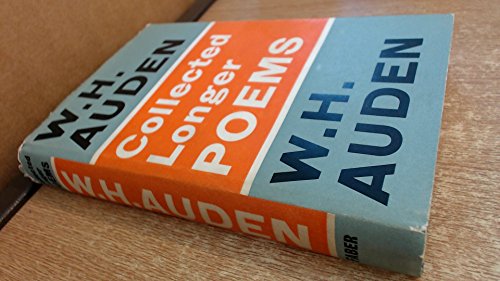 W.H.
AUDEN
Collected
Longer
POEMS
W.H.
AUDEN
W.H.AUDEN
FABER